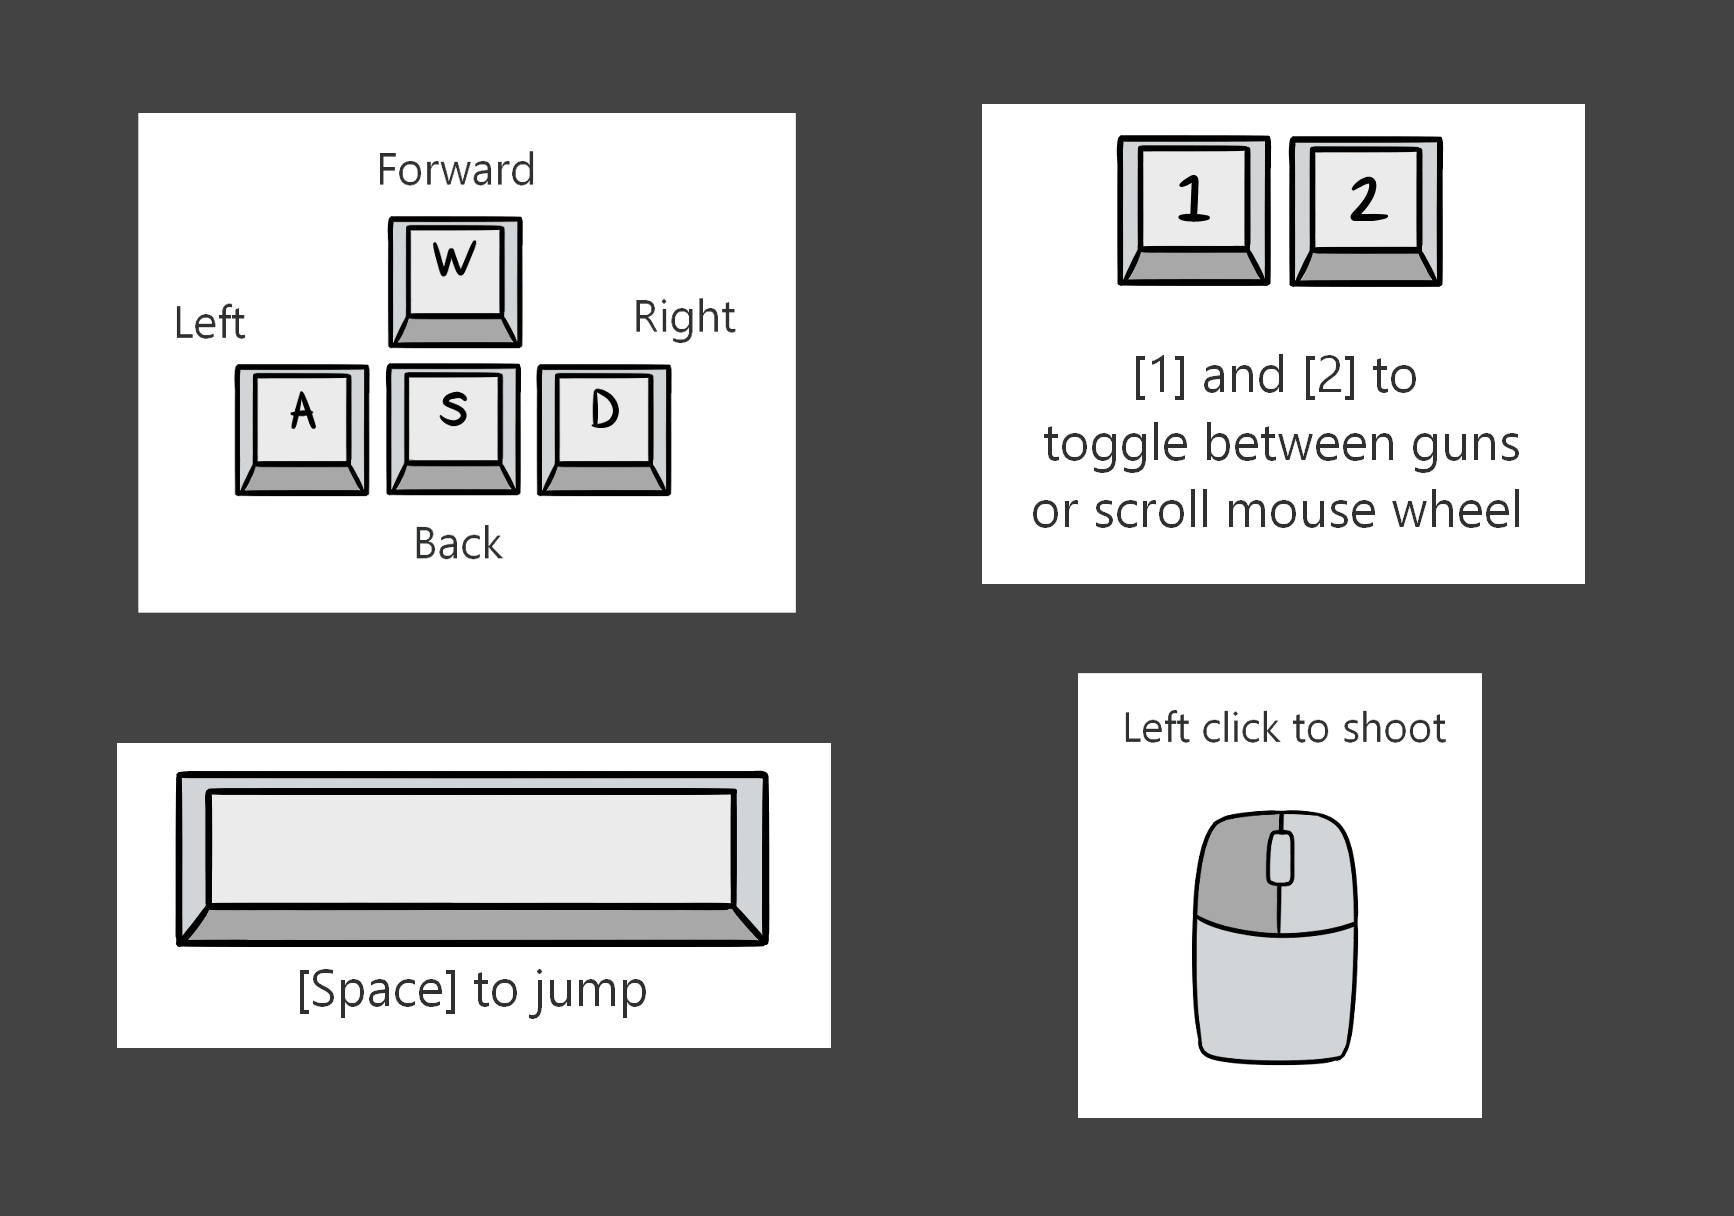 Forward
W
Left
Right
A S D
Back
1 2
[1] and [2] to
toggle between guns
or scroll mouse wheel
[Space] to jump
Left click to shoot